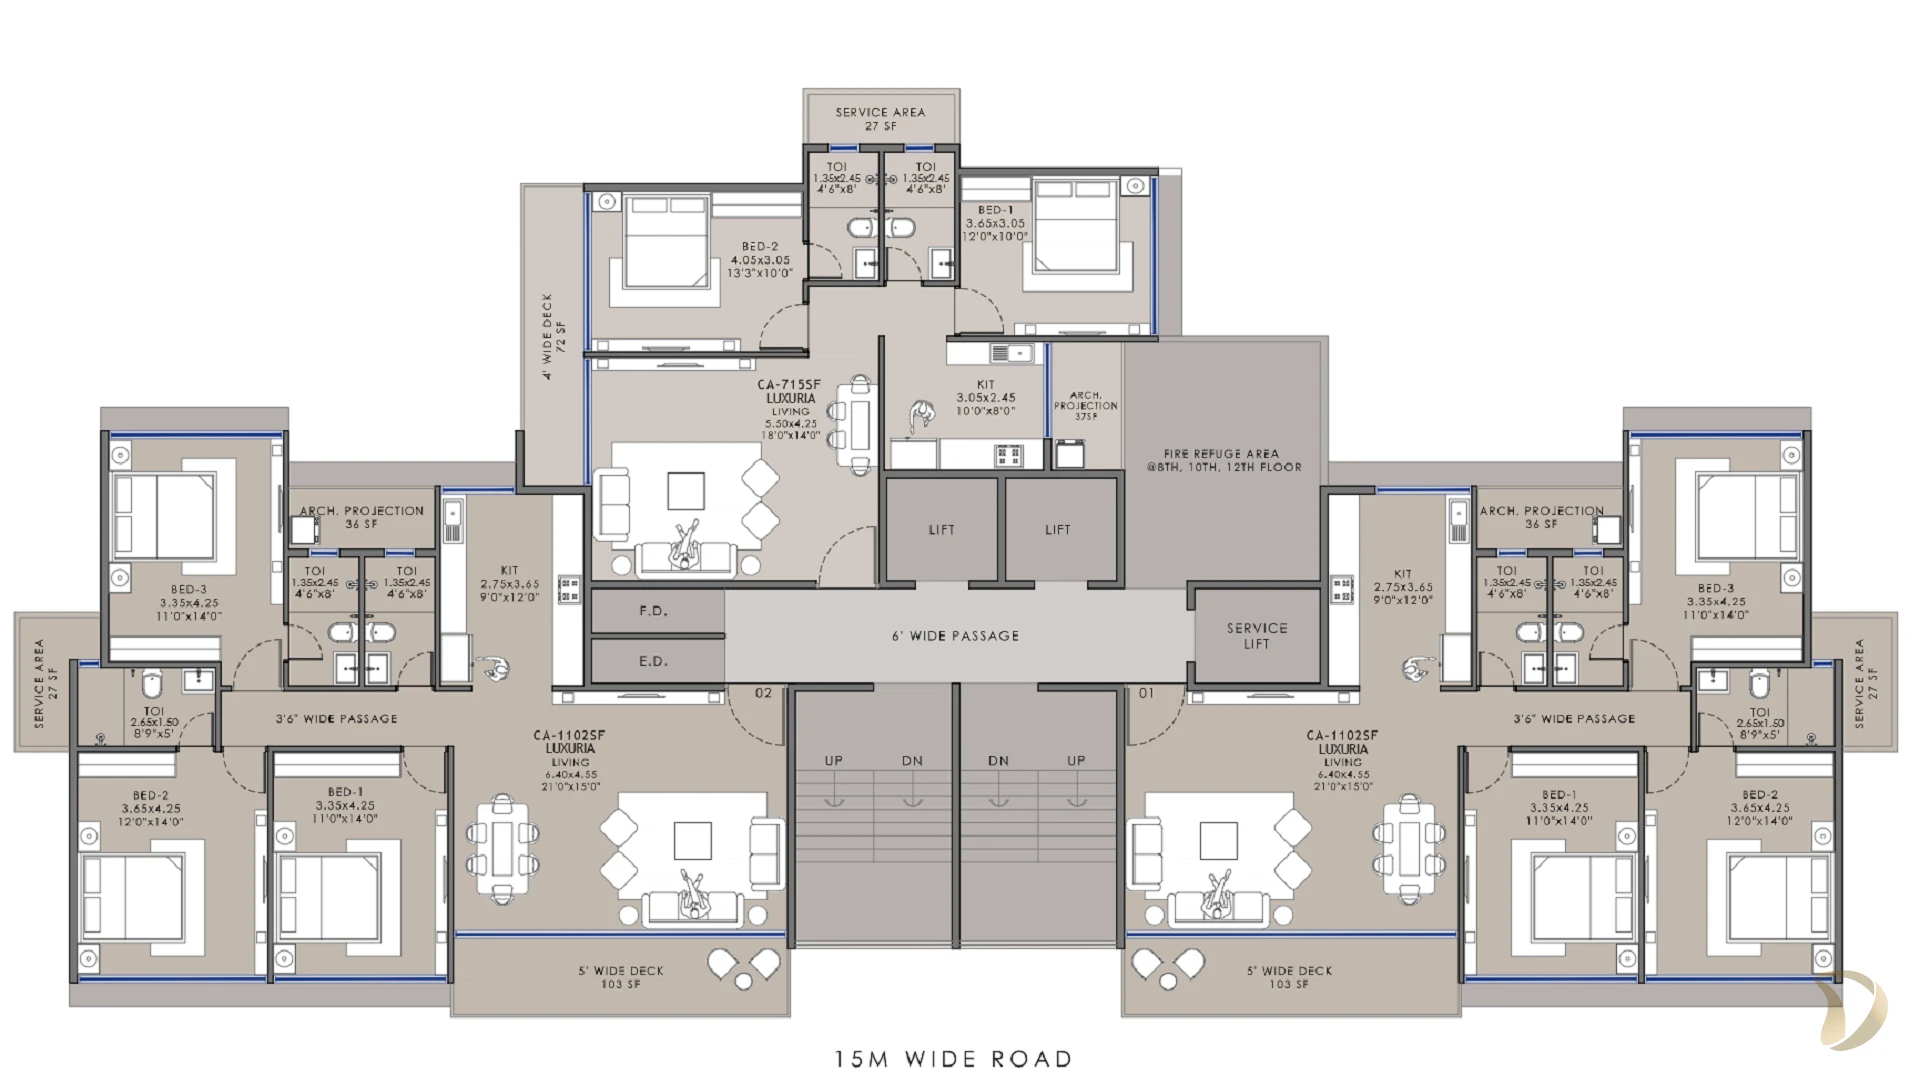 SERVICE AREA
27 SF
TOI
1.35x2.45
4'6"x8'
TOI
1.35x2.45
4'6"x8'
BED-1
3.65x3.05
12'0"x10'0"
BED-2
4.05x3.05
13'3"x10'0"
4' WIDE DECK
72 SF
CA-715SF
LUXURIA
LIVING
5.50x4.25
18'0"x14'0"
KIT
3.05x2.45
10'0"x8'0"
ARCH.
PROJECTION
37SF
FIRE REFUGE AREA
@8TH, 10TH, 12TH FLOOR
LIFT
LIFT
F.D.
E.D.
6' WIDE PASSAGE
SERVICE
LIFT
ARCH. PROJECTION
36 SF
KIT
2.75x3.65
9'0"x12'0"
TOI
1.35x2.45
4'6"x8'
TOI
1.35x2.45
4'6"x8'
BED-3
3.35x4.25
11'0"x14'0"
SERVICE AREA
27 SF
TOI
2.65x1.50
8'9"x5'
3'6" WIDE PASSAGE
02
CA-1102SF
LUXURIA
LIVING
6.40x4.55
21'0"x15'0"
BED-2
3.65x4.25
12'0"x14'0"
BED-1
3.35x4.25
11'0"x14'0"
5' WIDE DECK
103 SF
UP
DN
DN
UP
ARCH. PROJECTION
36 SF
KIT
2.75x3.65
9'0"x12'0"
TOI
1.35x2.45
4'6"x8'
TOI
1.35x2.45
4'6"x8'
BED-3
3.35x4.25
11'0"x14'0"
SERVICE AREA
27 SF
TOI
2.65x1.50
8'9"x5'
3'6" WIDE PASSAGE
01
CA-1102SF
LUXURIA
LIVING
6.40x4.55
21'0"x15'0"
BED-1
3.35x4.25
11'0"x14'0"
BED-2
3.65x4.25
12'0"x14'0"
5' WIDE DECK
103 SF
15M WIDE ROAD